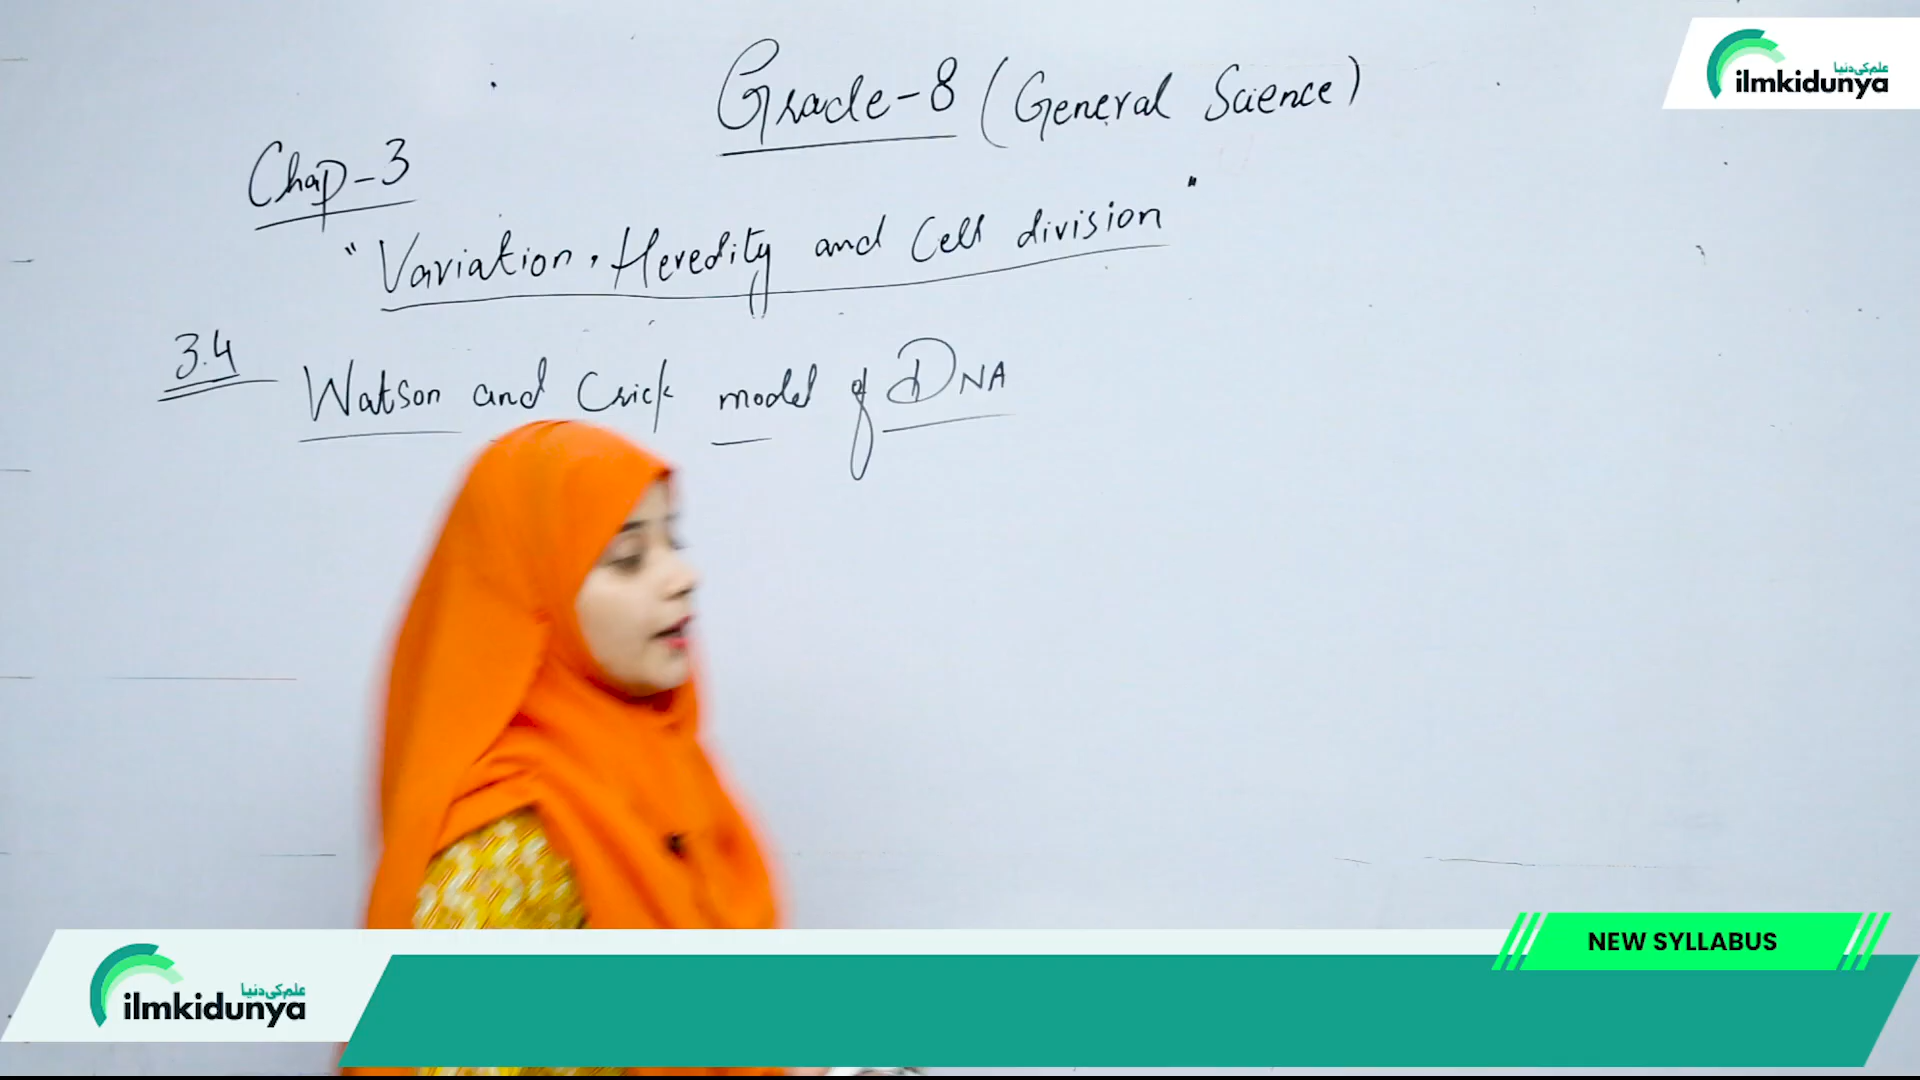 Grade-8 (General Science)
علم کی دنیا
ilmkidunya
Chap-3
"Variation, Heredity and Cell division"
3.4 Watson and Crick model of DNA
NEW SYLLABUS
علم کی دنیا
ilmkidunya